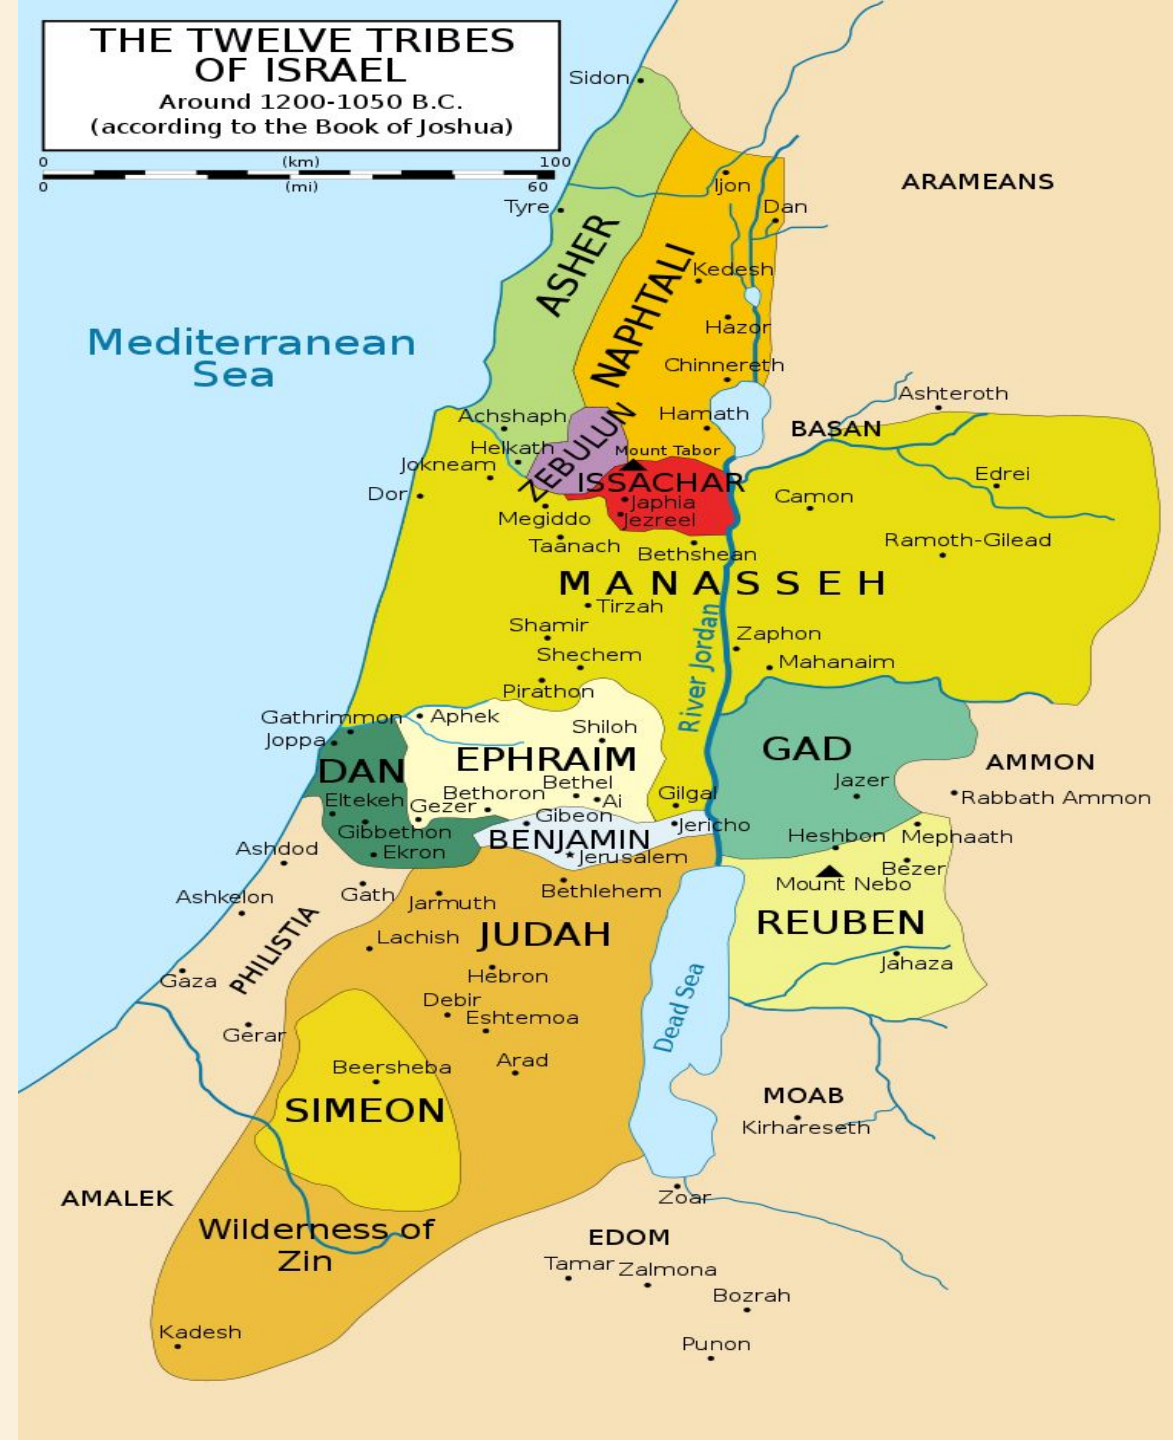 THE TWELVE TRIBES
OF ISRAEL
Around 1200-1050 B.C.
(according to the Book of Joshua)
0 (km) 100
0 (mi) 60
Sidon
Ijon
ARAMEANS
Tyre
Dan
ASHER
NAPHTALI
Kedesh
Hazor
Mediterranean
Sea
Chinnereth
Ashteroth
Achshaph
Hamath
BASAN
ZEBULUN
Helkath
Mount Tabor
Jokneam
ISSACHAR
Edrei
Dor
Japhia
Camon
Megiddo
Jezreel
Taanach
Bethshean
Ramoth-Gilead
MANASSEH
Tirzah
Shamir
River Jordan
Zaphon
Shechem
Mahanaim
Pirathon
Gathrimmon
Aphek
Shiloh
Joppa
EPHRAIM
GAD
AMMON
DAN
Bethel
Jazer
Eltekeh
Bethoron
Ai
Gilgal
Rabbath Ammon
Gezer
Gibeon
Gibbethon
BENJAMIN
Jericho
Heshbon
Mephaath
Ashdod
Ekron
Jerusalem
Bezer
Gath
Bethlehem
Mount Nebo
Ashkelon
Jarmuth
PHILISTIA
Lachish
JUDAH
REUBEN
Gaza
Hebron
Jahaza
Debir
Dead Sea
Gerar
Eshtemoa
Beersheba
Arad
SIMEON
MOAB
Kirhareseth
AMALEK
Zoar
Wilderness of
Zin
EDOM
Tamar
Zalmona
Bozrah
Kadesh
Punon